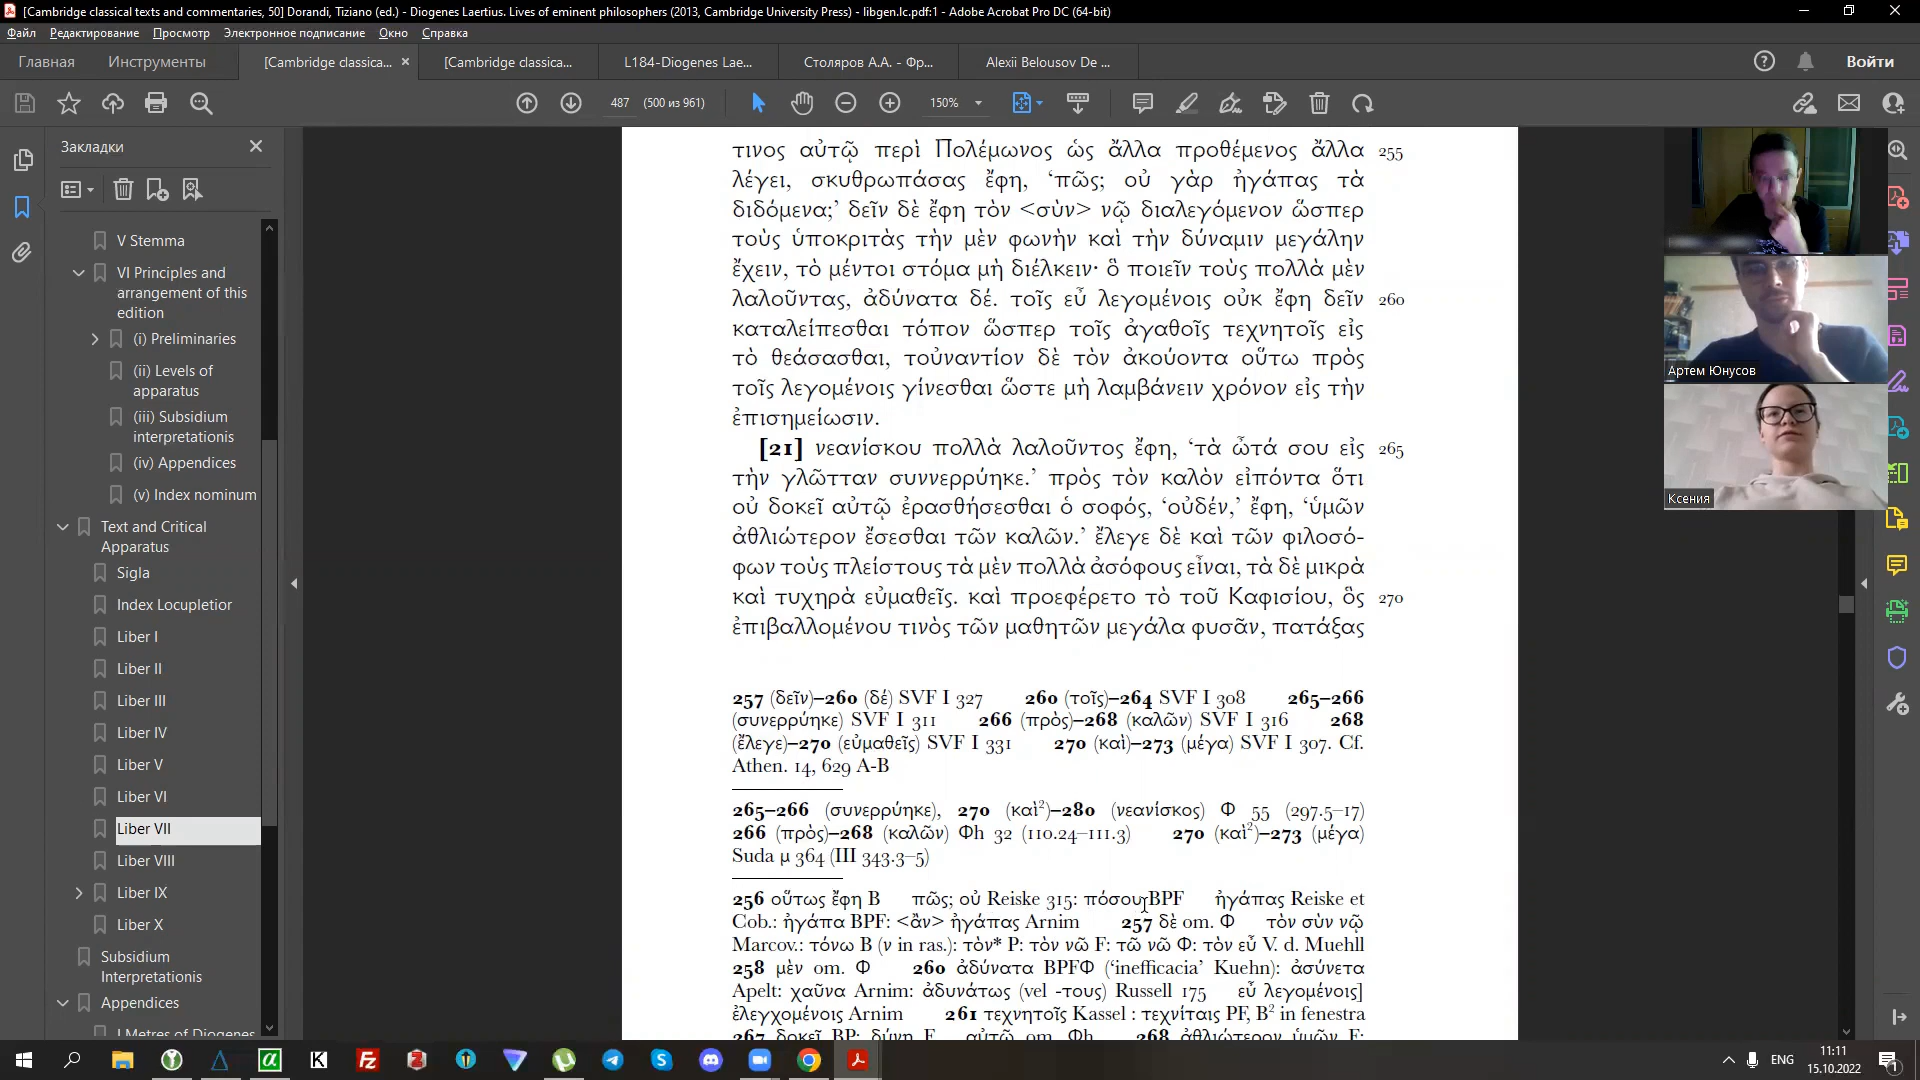 [Cambridge classical texts and commentaries, 50] Dorandi, Tiziano (ed.) - Diogenes Laertius. Lives of eminent philosophers (2013, Cambridge University Press) - libgen.lc.pdf:1 - Adobe Acrobat Pro DC (64-bit)
Файл Редактирование Просмотр Электронное подписание Окно Справка
Главная Инструменты [Cambridge classica... × [Cambridge classica... L184-Diogenes Lae... Столяров А.А. - Фр... Alexii Belousov De ... Войти
487 (500 из 961) 150%
Закладки
V Stemma
VI Principles and
arrangement of this
edition
(i) Preliminaries
(ii) Levels of
apparatus
(iii) Subsidium
interpretationis
(iv) Appendices
(v) Index nominum
Text and Critical
Apparatus
Sigla
Index Locupletior
Liber I
Liber II
Liber III
Liber IV
Liber V
Liber VI
Liber VII
Liber VIII
Liber IX
Liber X
Subsidium
Interpretationis
Appendices
I Metres of Diogenes
τινος αὐτῷ περὶ Πολέμωνος ὡς ἄλλα προθέμενος ἄλλα 255
λέγει, σκυθρωπάσας ἔφη, ‘πῶς; οὐ γὰρ ἠγάπας τὰ
διδόμενα;’ δεῖν δὲ ἔφη τὸν <σὺν> νῷ διαλεγόμενον ὥσπερ
τοὺς ὑποκριτὰς τὴν μὲν φωνὴν καὶ τὴν δύναμιν μεγάλην
ἔχειν, τὸ μέντοι στόμα μὴ διέλκειν· ὃ ποιεῖν τοὺς πολλὰ μὲν
λαλοῦντας, ἀδύνατα δέ. τοῖς εὖ λεγομένοις οὐκ ἔφη δεῖν 260
καταλείπεσθαι τόπον ὥσπερ τοῖς ἀγαθοῖς τεχνητοῖς εἰς
τὸ θεάσασθαι, τοὐναντίον δὲ τὸν ἀκούοντα οὕτω πρὸς
τοῖς λεγομένοις γίνεσθαι ὥστε μὴ λαμβάνειν χρόνον εἰς τὴν
ἐπισημείωσιν.
[21] νεανίσκου πολλὰ λαλοῦντος ἔφη, ‘τὰ ὦτά σου εἰς 265
τὴν γλῶτταν συννερρύηκε.’ πρὸς τὸν καλὸν εἰπόντα ὅτι
οὐ δοκεῖ αὐτῷ ἐρασθήσεσθαι ὁ σοφός, ‘οὐδέν,’ ἔφη, ‘ὑμῶν
ἀθλιώτερον ἔσεσθαι τῶν καλῶν.’ ἔλεγε δὲ καὶ τῶν φιλοσό-
φων τοὺς πλείστους τὰ μὲν πολλὰ ἀσόφους εἶναι, τὰ δὲ μικρὰ
καὶ τυχηρὰ εὐμαθεῖς. καὶ προεφέρετο τὸ τοῦ Καφισίου, ὃς 270
ἐπιβαλλομένου τινὸς τῶν μαθητῶν μεγάλα φυσᾶν, πατάξας
257 (δεῖν)–260 (δέ) SVF I 327 260 (τοῖς)–264 SVF I 308 265–266
(συνερρύηκε) SVF I 311 266 (πρὸς)–268 (καλῶν) SVF I 316 268
(ἔλεγε)–270 (εὐμαθεῖς) SVF I 331 270 (καὶ)–273 (μέγα) SVF I 307. Cf.
Athen. 14, 629 A-B
265–266 (συνερρύηκε), 270 (καὶ²)–280 (νεανίσκος) Φ 55 (297.5–17)
266 (πρὸς)–268 (καλῶν) Φh 32 (110.24–111.3) 270 (καὶ²)–273 (μέγα)
Suda μ 364 (III 343.3–5)
256 οὕτως ἔφη B πῶς; οὐ Reiske 315: πόσου BPF ἠγάπας Reiske et
Cob.: ἠγάπα BPF: <ἂν> ἠγάπας Arnim 257 δὲ om. Φ τὸν σὺν νῷ
Marcov.: τόνω B (ν in ras.): τὸν* P: τὸν νῶ F: τῶ νῶ Φ: τὸν εὖ V. d. Muehll
258 μὲν om. Φ 260 ἀδύνατα BPFΦ (‘inefficacia’ Kuehn): ἀσύνετα
Apelt: χαῦνα Arnim: ἀδυνάτως (vel -τους) Russell 175 εὖ λεγομένοις]
ἐλεγχομένοις Arnim 261 τεχνητοῖς Kassel : τεχνίταις PF, B² in fenestra
267 δοκεῖ BP: δύνη F αὐτῷ om. Φh 268 ἀθλιώτερον ὑμῶν F:
Артем Юнусов
Ксения
ENG
11:11
15.10.2022